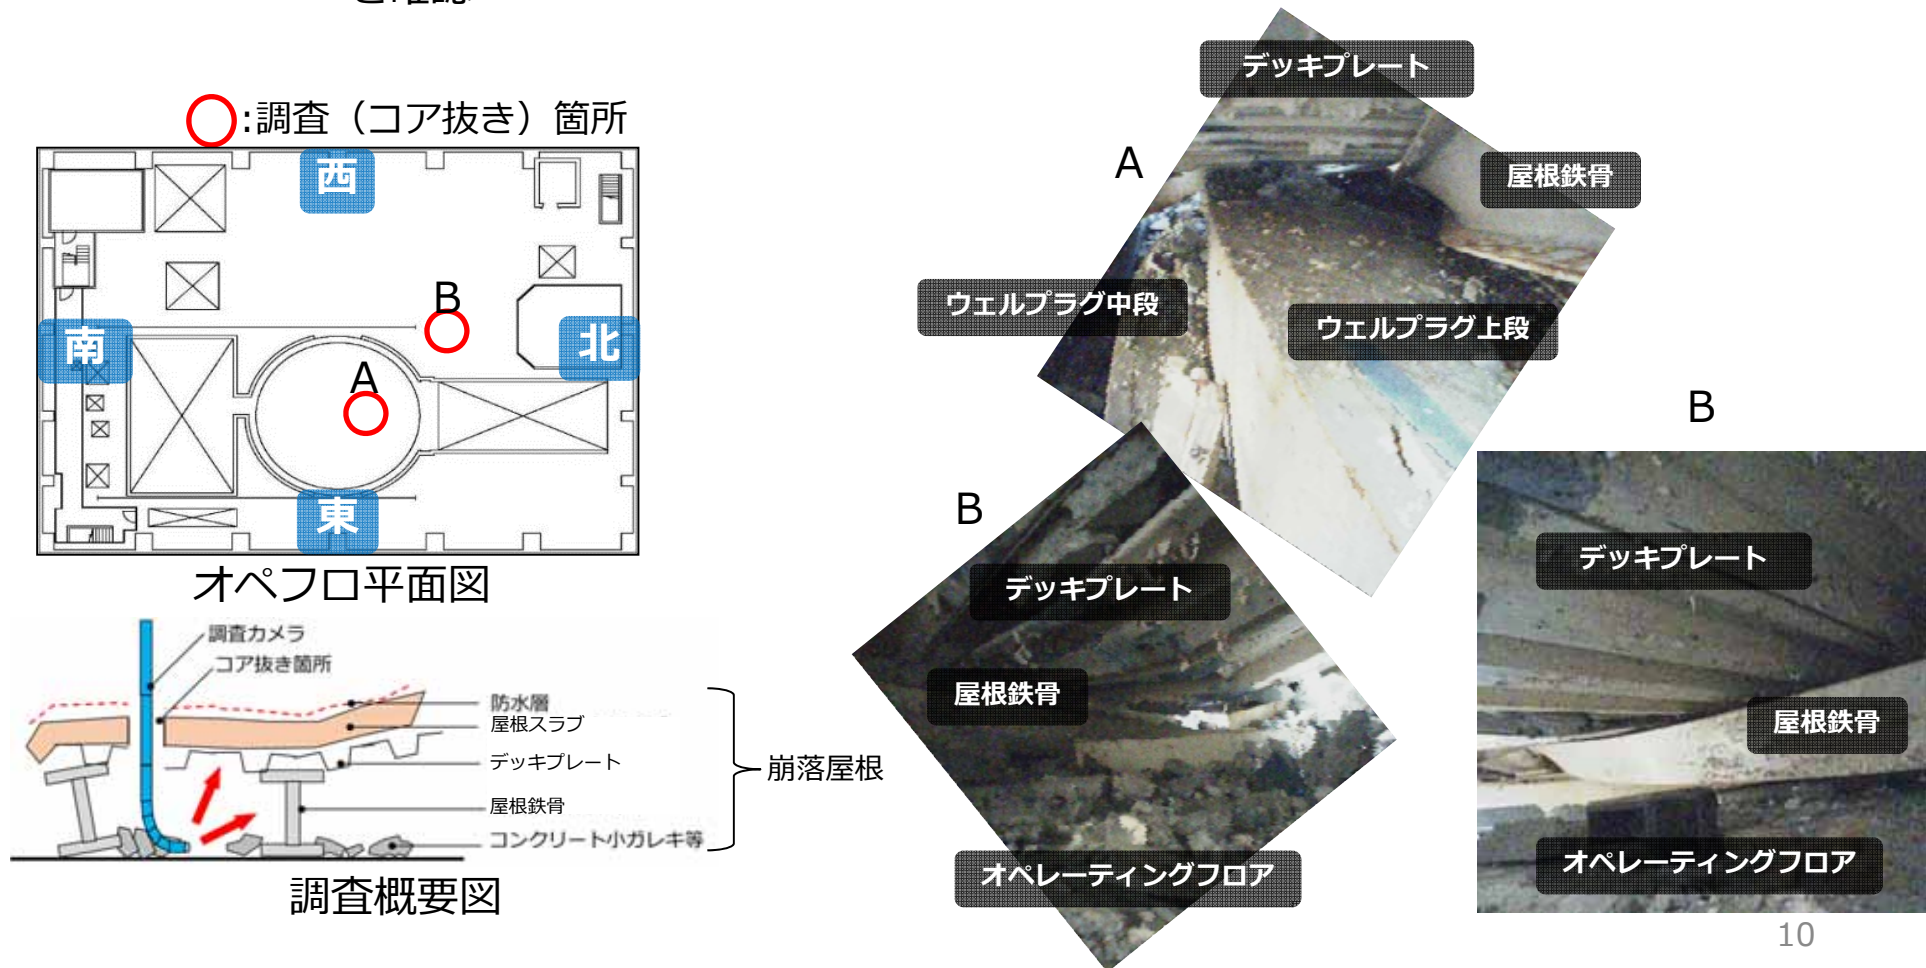 :調査（コア抜き）箇所
西
B
南
北
A
東
オペフロ平面図
調査カメラ
コア抜き箇所
防水層
屋根スラブ
デッキプレート
屋根鉄骨
コンクリート小ガレキ等
崩落屋根
調査概要図
デッキプレート
A
屋根鉄骨
ウェルプラグ中段
ウェルプラグ上段
B
デッキプレート
屋根鉄骨
オペレーティングフロア
B
デッキプレート
屋根鉄骨
オペレーティングフロア
10